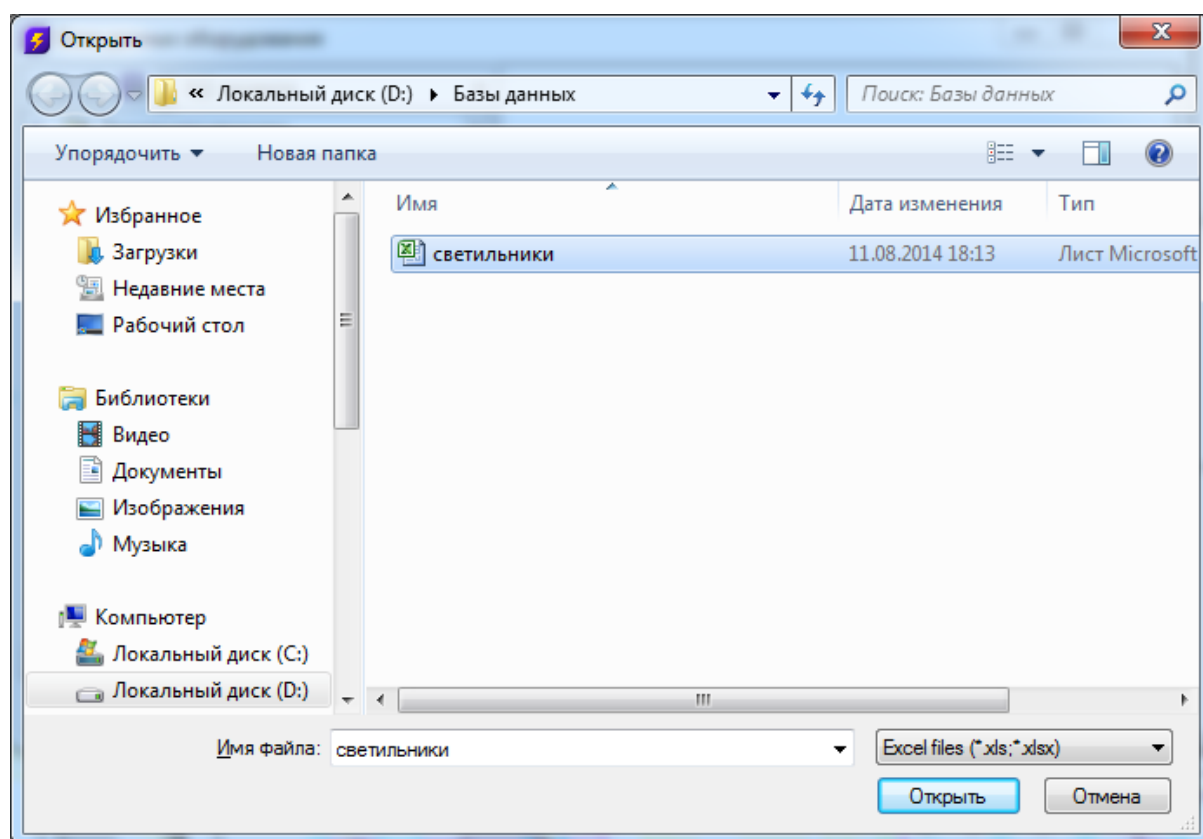 Открыть
« Локальный диск (D:) Базы данных
Поиск: Базы данных
Упорядочить
Новая папка
Имя
Дата изменения
Тип
светильники
11.08.2014 18:13
Лист Microsoft
Избранное
Загрузки
Недавние места
Рабочий стол
Библиотеки
Видео
Документы
Изображения
Музыка
Компьютер
Локальный диск (C:)
Локальный диск (D:)
Имя файла: светильники
Excel files (*.xls;*.xlsx)
Открыть
Отмена